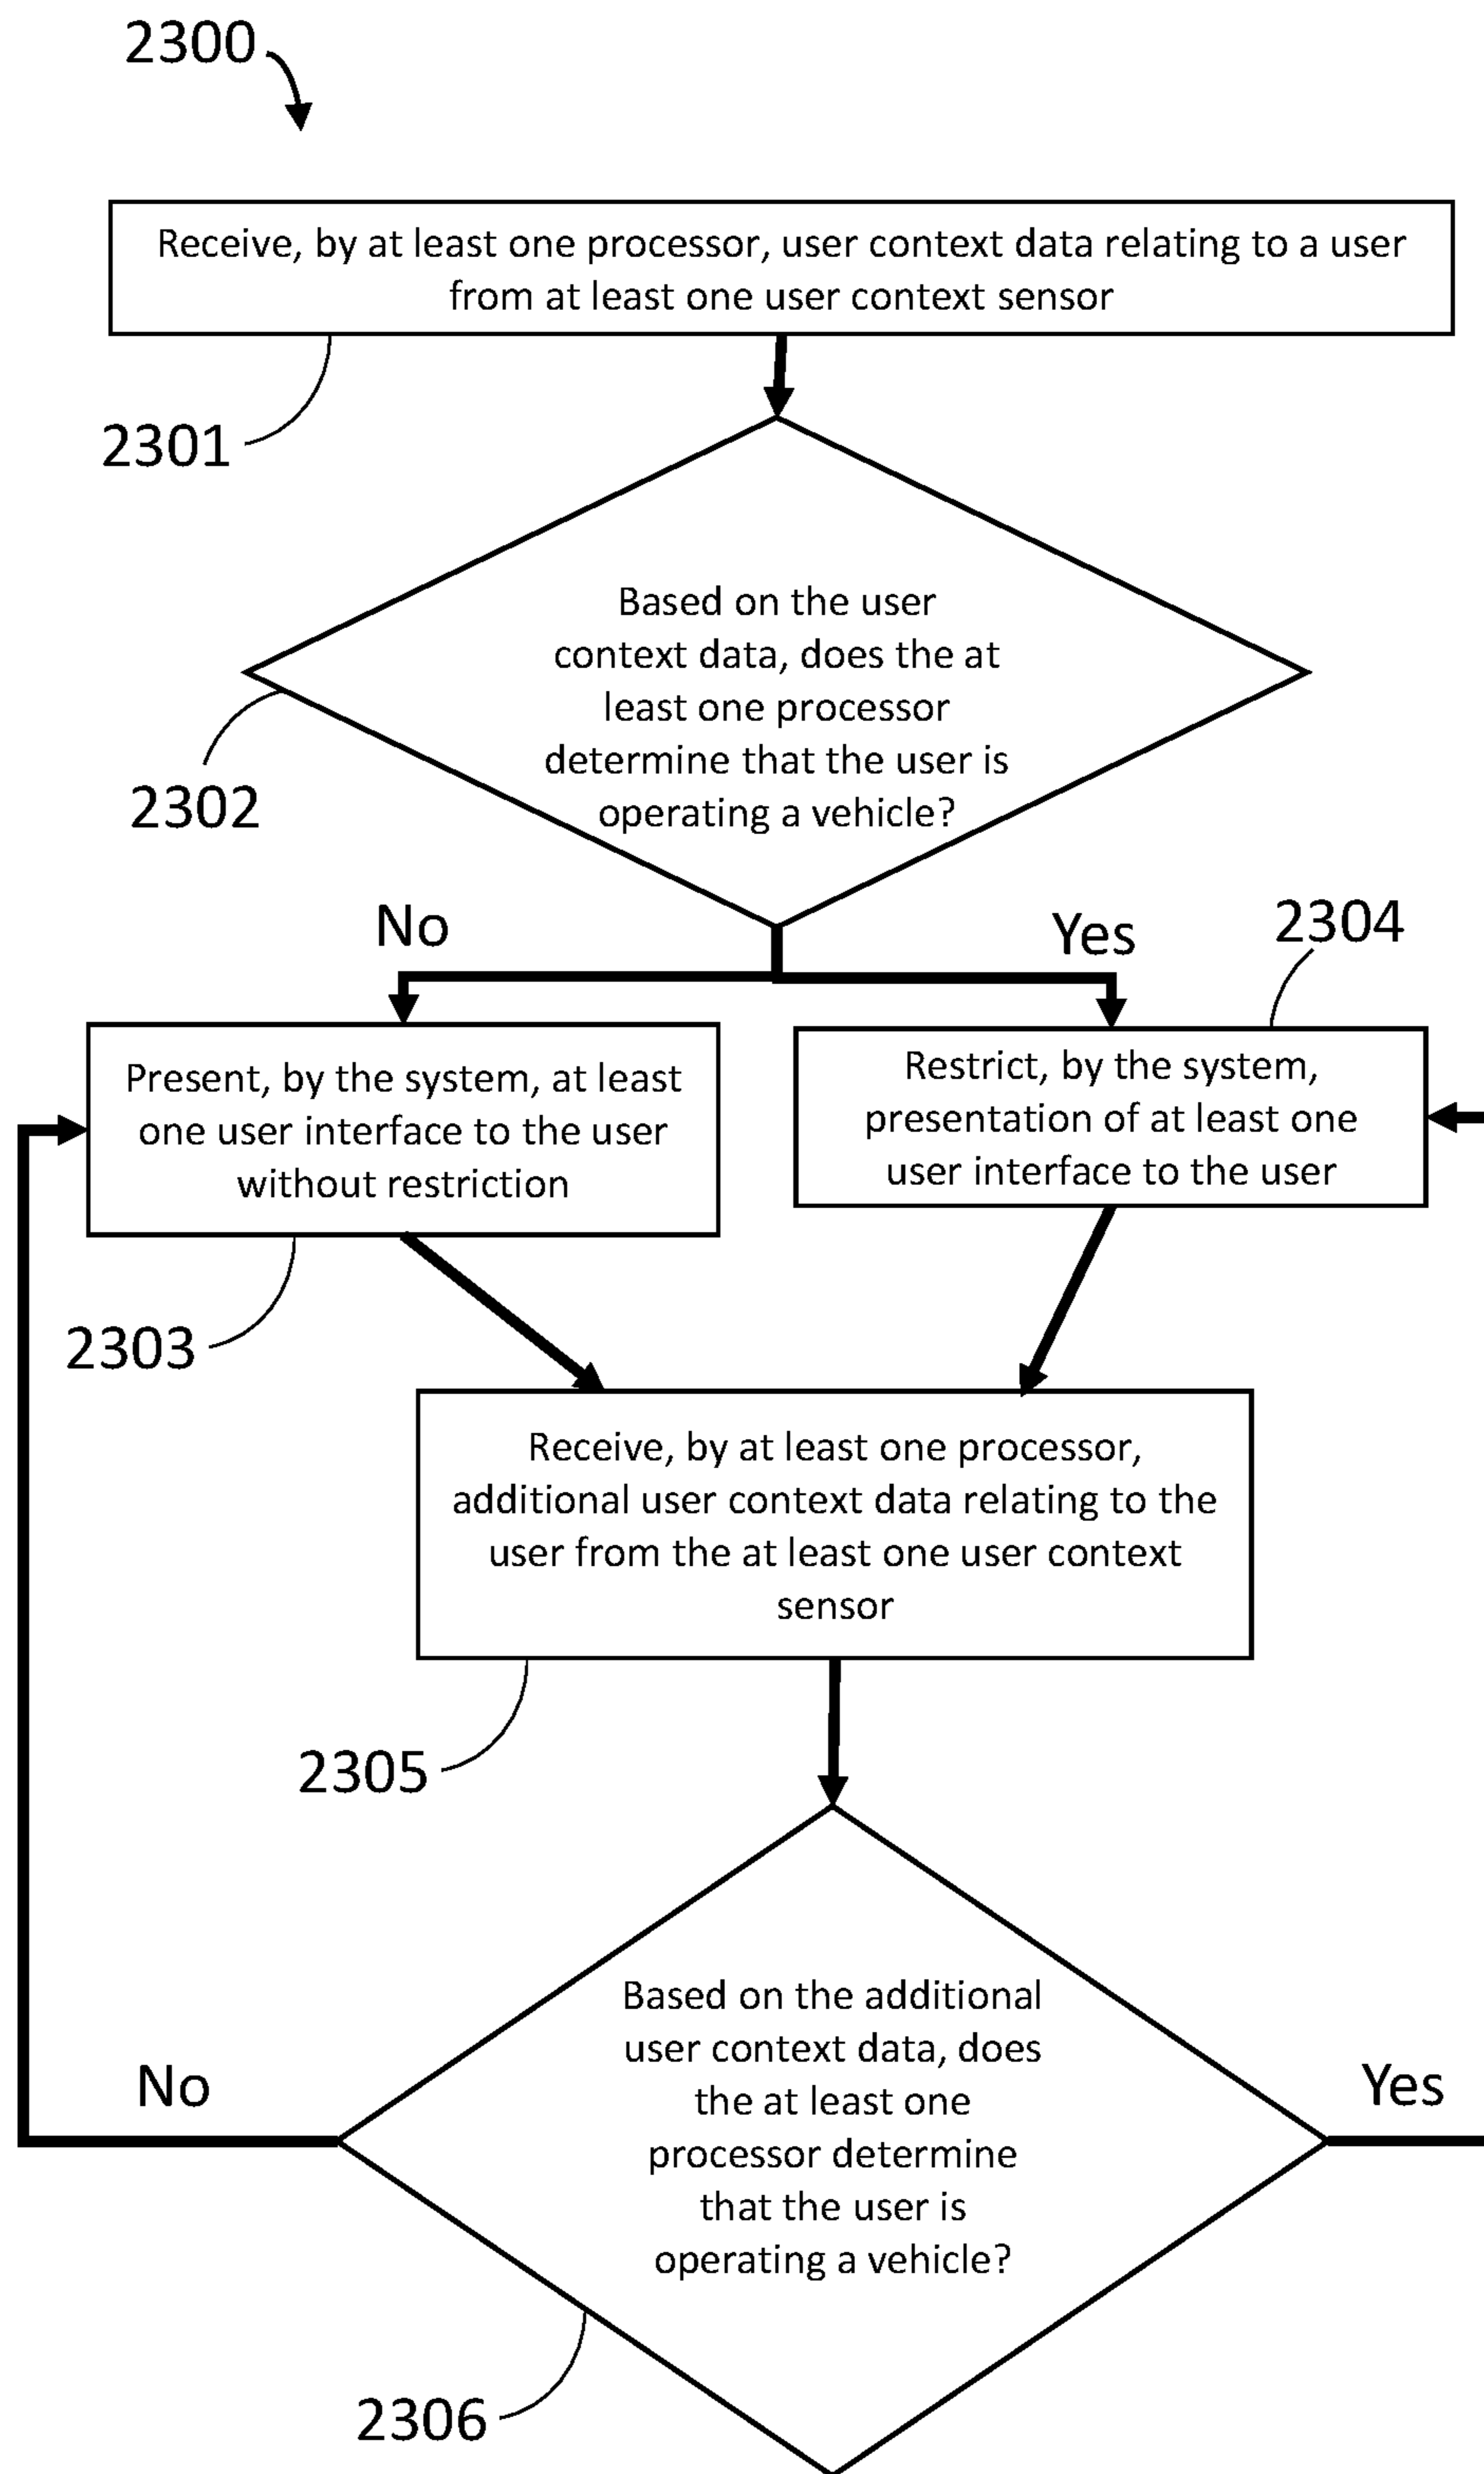 2300
Receive, by at least one processor, user context data relating to a user
from at least one user context sensor
2301
Based on the user
context data, does the at
least one processor
determine that the user is
operating a vehicle?
2302
No
Yes
2304
Present, by the system, at least
one user interface to the user
without restriction
Restrict, by the system,
presentation of at least one
user interface to the user
2303
Receive, by at least one processor,
additional user context data relating to the
user from the at least one user context
sensor
2305
Based on the additional
user context data, does
the at least one
processor determine
that the user is
operating a vehicle?
No
Yes
2306